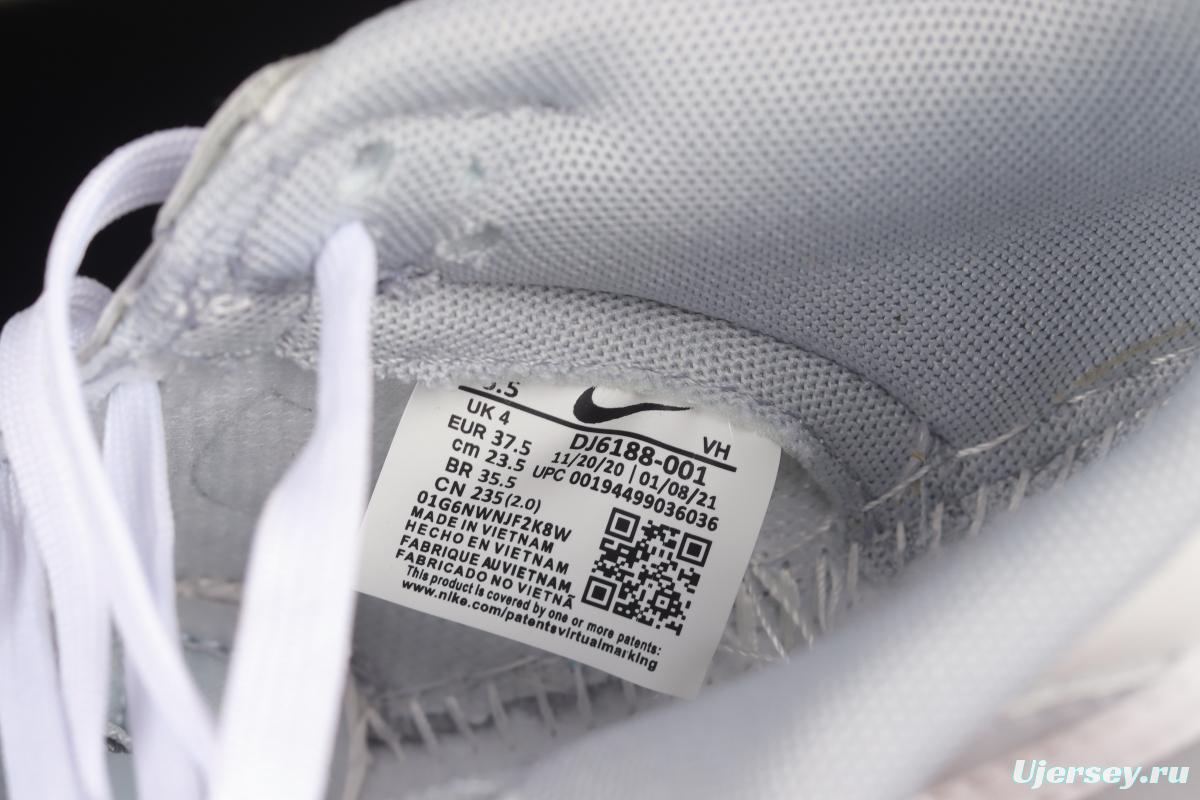 UK 4
EUR 37.5
cm 23.5
BR 35.5
CN 235(2.0)
VH
DJ6188-001
11/20/20 | 01/08/21
UPC 00194499036036
01G6NWNJF2K8W
MADE IN VIETNAM
HECHO EN VIETNAM
FABRIQUE AUVIETNAM
FABRICADO NO VIETNÃ
This product is covered by one or more patents:
www.nike.com/patentsvirtualmarking
Ujersey.ru